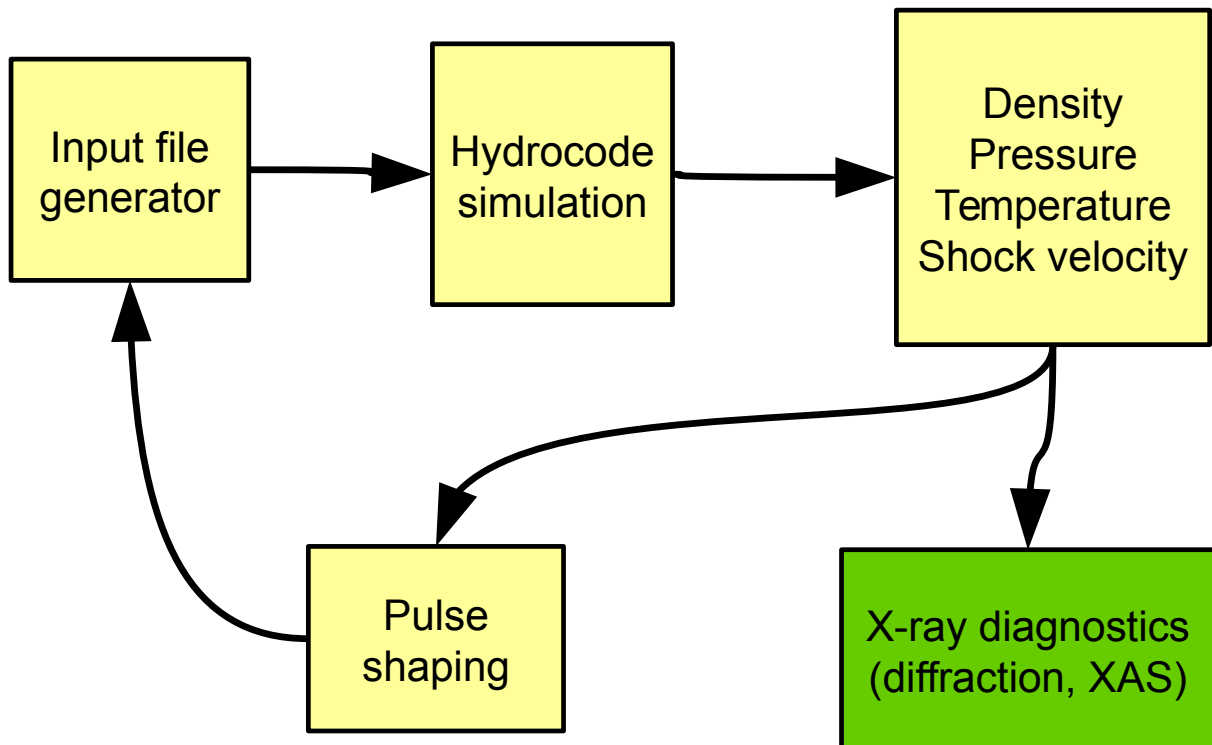 Input file
generator
Hydrocode
simulation
Density
Pressure
Temperature
Shock velocity
Pulse
shaping
X-ray diagnostics
(diffraction, XAS)